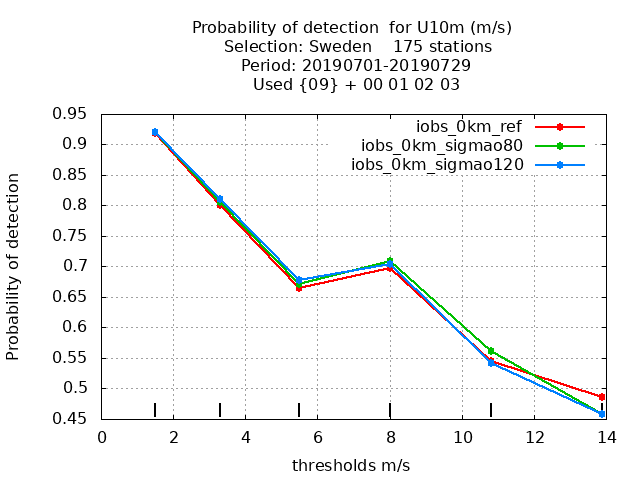 Probability of detection  for U10m (m/s)
Selection: Sweden    175 stations
Period: 20190701-20190729
Used {09} + 00 01 02 03
iobs_0km_ref
iobs_0km_sigmao80
iobs_0km_sigmao120
Probability of detection
0.95
0.9
0.85
0.8
0.75
0.7
0.65
0.6
0.55
0.5
0.45
0 2 4 6 8 10 12 14
thresholds m/s